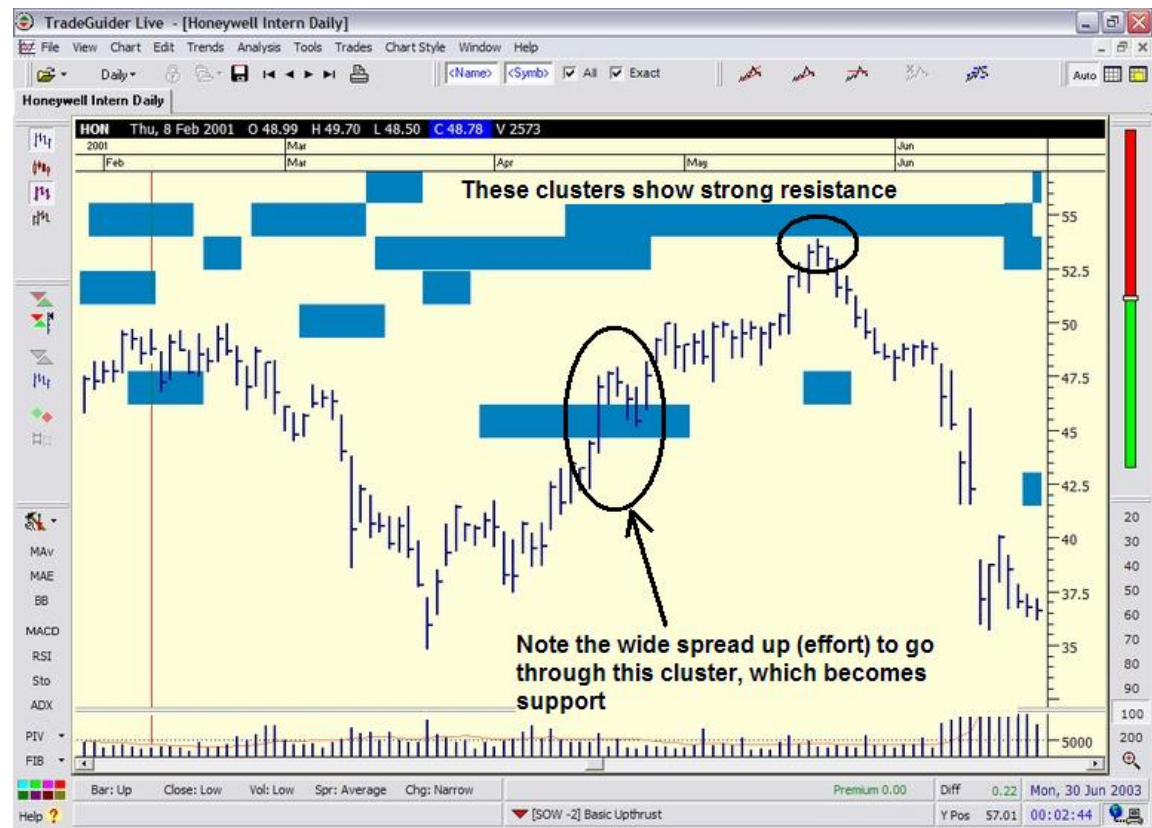 TradeGuider Live - [Honeywell Intern Daily]
File View Chart Edit Trends Analysis Tools Trades Chart Style Window Help
Daily <Name> <Symb> All Exact Auto
Honeywell Intern Daily
HON Thu, 8 Feb 2001 O 48.99 H 49.70 L 48.50 C 48.78 V 2573
2001 Mar Jun
Feb Mar Apr May Jun
These clusters show strong resistance
55
52.5
50
47.5
45
42.5
40
37.5
35
Note the wide spread up (effort) to go
through this cluster, which becomes
support
5000
MAv
MAE
BB
MACD
RSI
Sto
ADX
PIV
FIB
20
30
40
50
60
70
80
90
100
200
Bar: Up Close: Low Vol: Low Spr: Average Chg: Narrow Premium 0.00 Diff 0.22 Mon, 30 Jun 2003
Help ? [SOW -2] Basic Upthrust Y Pos 57.01 00:02:44